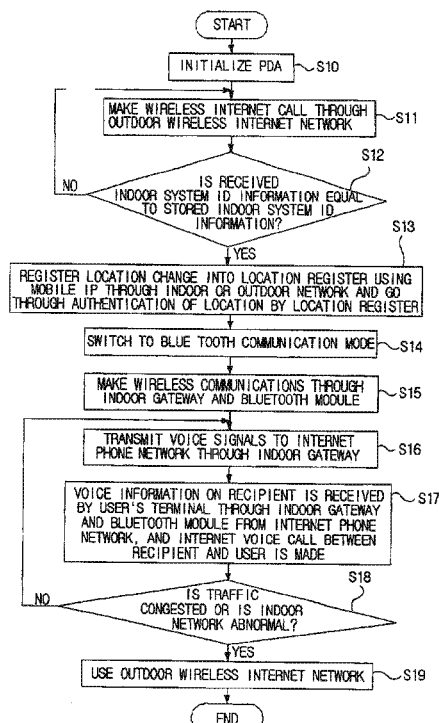 START
INITIALIZE PDA
S10
MAKE WIRELESS INTERNET CALL THROUGH
OUTDOOR WIRELESS INTERNET NETWORK
S11
S12
IS RECEIVED
INDOOR SYSTEM ID INFORMATION EQUAL
TO STORED INDOOR SYSTEM ID
INFORMATION?
NO
YES
S13
REGISTER LOCATION CHANGE INTO LOCATION REGISTER USING
MOBILE IP THROUGH INDOOR OR OUTDOOR NETWORK AND GO
THROUGH AUTHENTICATION OF LOCATION BY LOCATION REGISTER
SWITCH TO BLUE TOOTH COMMUNICATION MODE
S14
MAKE WIRELESS COMMUNICATIONS THROUGH
INDOOR GATEWAY AND BLUETOOTH MODULE
S15
TRANSMIT VOICE SIGNALS TO INTERNET
PHONE NETWORK THROUGH INDOOR GATEWAY
S16
VOICE INFORMATION ON RECIPIENT IS RECEIVED
BY USER'S TERMINAL THROUGH INDOOR GATEWAY
AND BLUETOOTH MODULE FROM INTERNET PHONE
NETWORK, AND INTERNET VOICE CALL BETWEEN
RECIPIENT AND USER IS MADE
S17
S18
IS TRAFFIC
CONGESTED OR IS INDOOR
NETWORK ABNORMAL?
NO
YES
USE OUTDOOR WIRELESS INTERNET NETWORK
S19
END